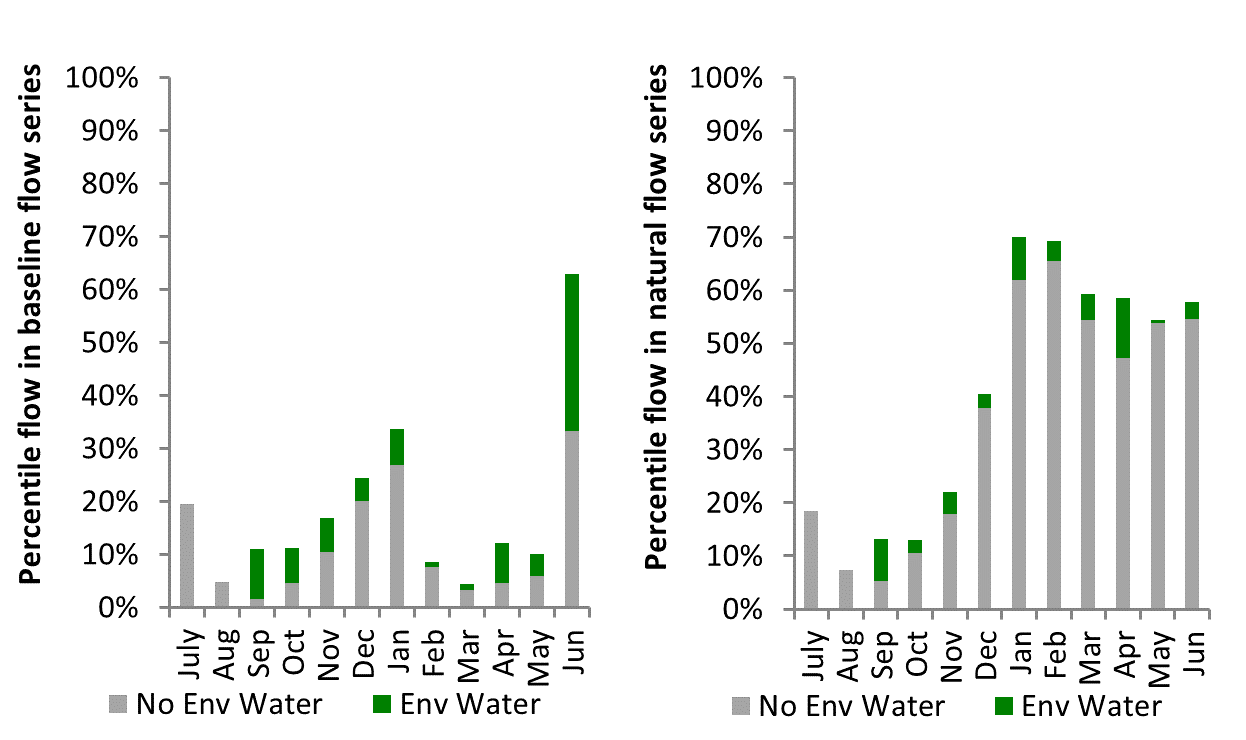 Percentile flow in baseline flow series
100%
90%
80%
70%
60%
50%
40%
30%
20%
10%
0%
July
Aug
Sep
Oct
Nov
Dec
Jan
Feb
Mar
Apr
May
Jun
No Env Water
Env Water
Percentile flow in natural flow series
100%
90%
80%
70%
60%
50%
40%
30%
20%
10%
0%
July
Aug
Sep
Oct
Nov
Dec
Jan
Feb
Mar
Apr
May
Jun
No Env Water
Env Water